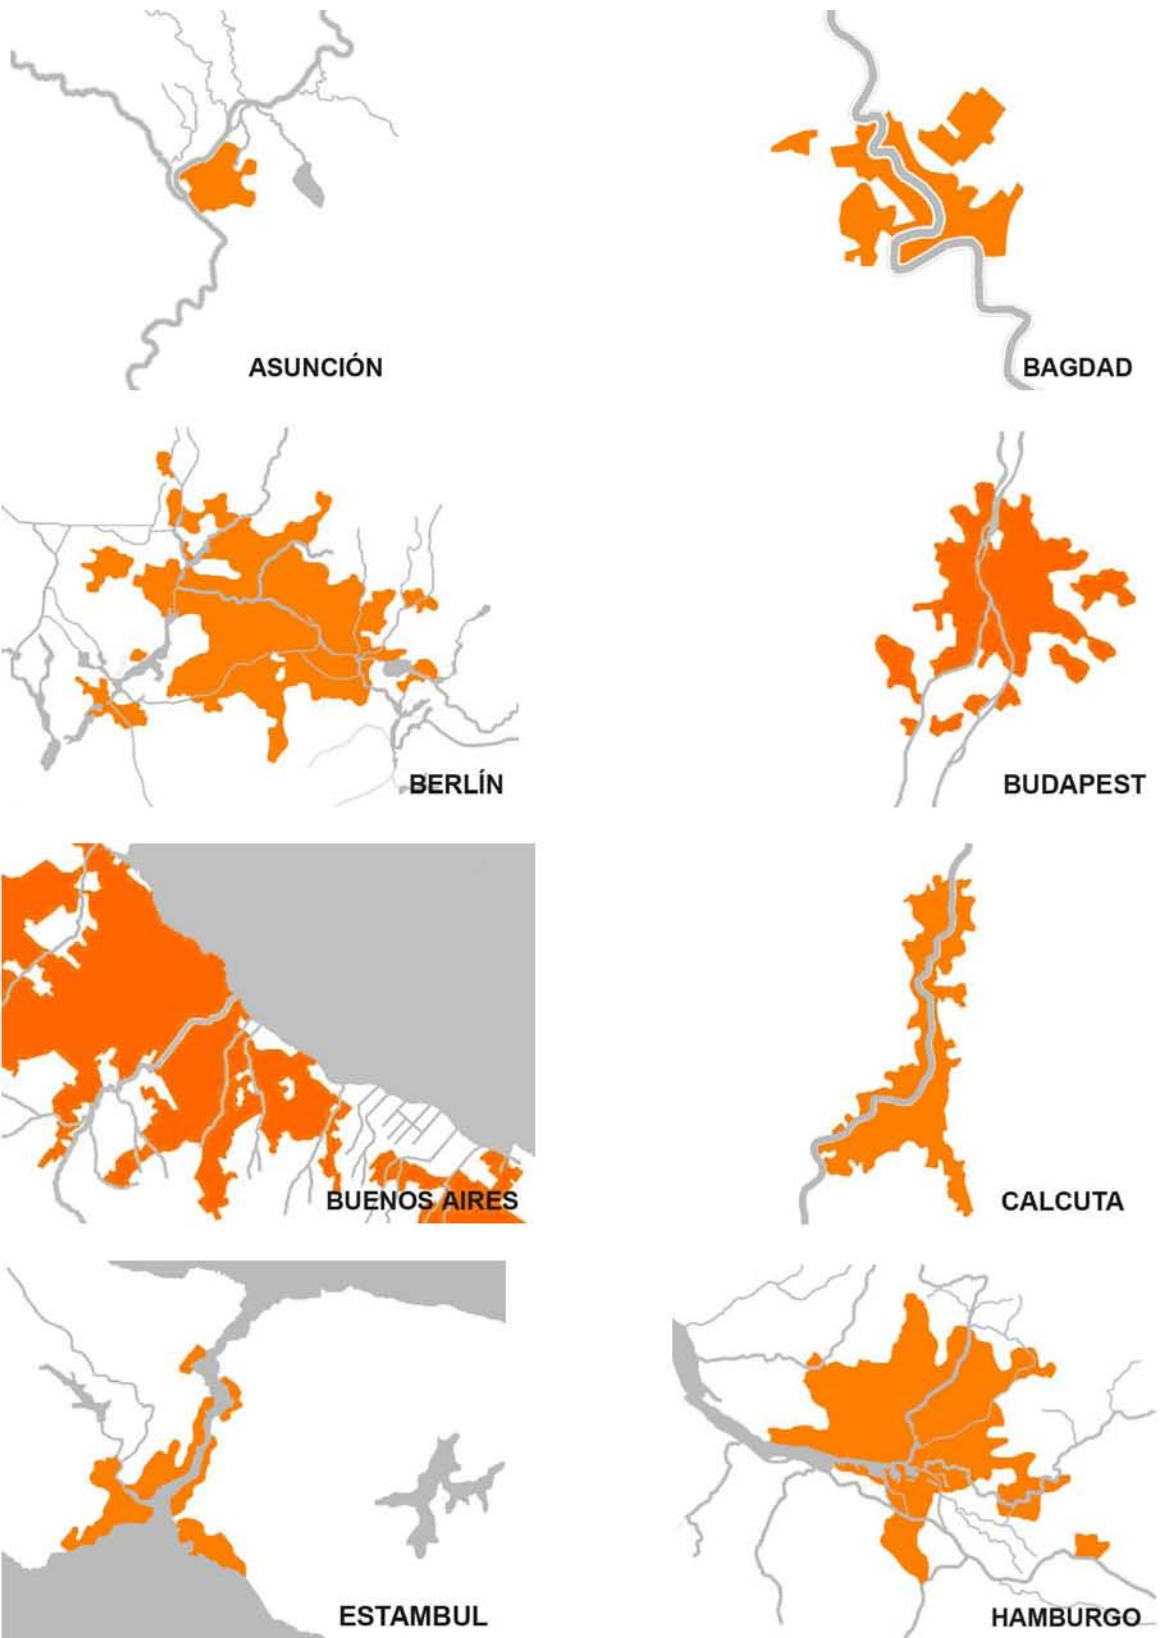 ASUNCIÓN
BAGDAD
BERLÍN
BUDAPEST
BUENOS AIRES
CALCUTA
ESTAMBUL
HAMBURGO